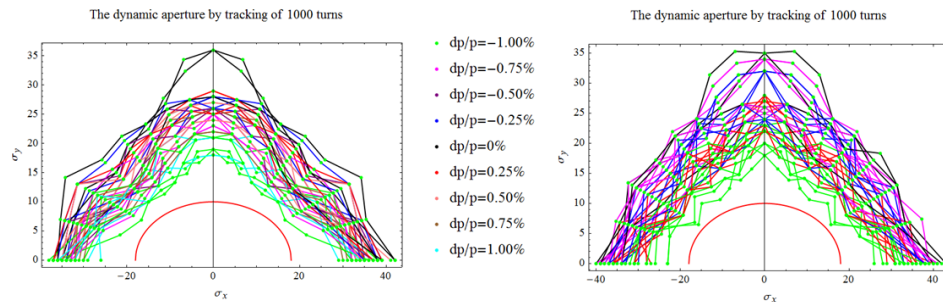 The dynamic aperture by tracking of 1000 turns
35
30
25
20
15
10
5
0
σy
−20
0
20
40
σx
dp/p=−1.00%
dp/p=−0.75%
dp/p=−0.50%
dp/p=−0.25%
dp/p=0%
dp/p=0.25%
dp/p=0.50%
dp/p=0.75%
dp/p=1.00%
The dynamic aperture by tracking of 1000 turns
35
30
25
20
15
10
5
0
σy
−40
−20
0
20
40
σx